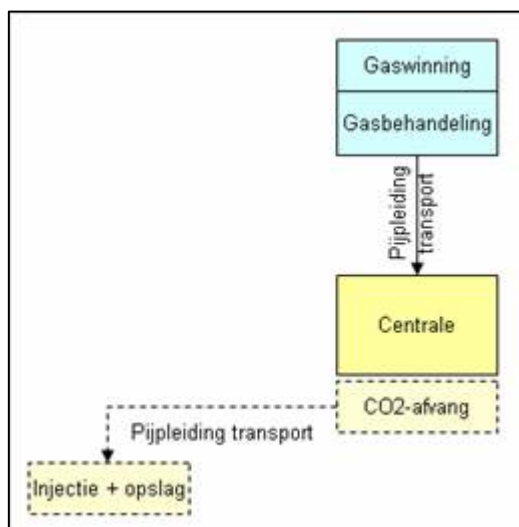 Gaswinning
Gasbehandeling
Pijpleiding
transport
Centrale
CO2-afvang
Pijpleiding transport
Injectie + opslag